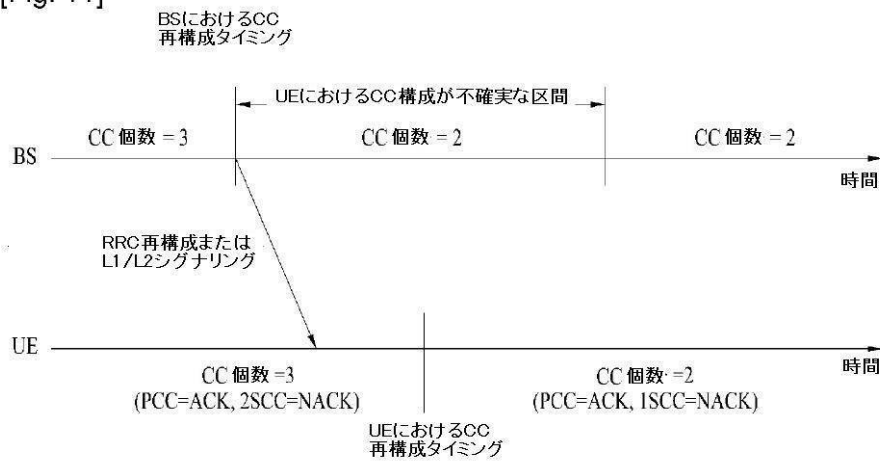 [Fig. 11]
BSにおけるCC
再構成タイミング
UEにおけるCC構成が不確実な区間
CC 個数 = 3
CC 個数 = 2
CC 個数 = 2
BS
時間
RRC再構成または
L1/L2シグナリング
UE
時間
CC 個数 =3
(PCC=ACK, 2SCC=NACK)
CC 個数 =2
(PCC=ACK, 1SCC=NACK)
UEにおけるCC
再構成タイミング